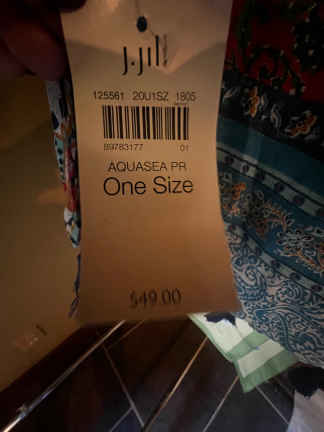 J.Jill
125561 20U1SZ 1805
89783177 01
AQUASEA PR
One Size
$49.00